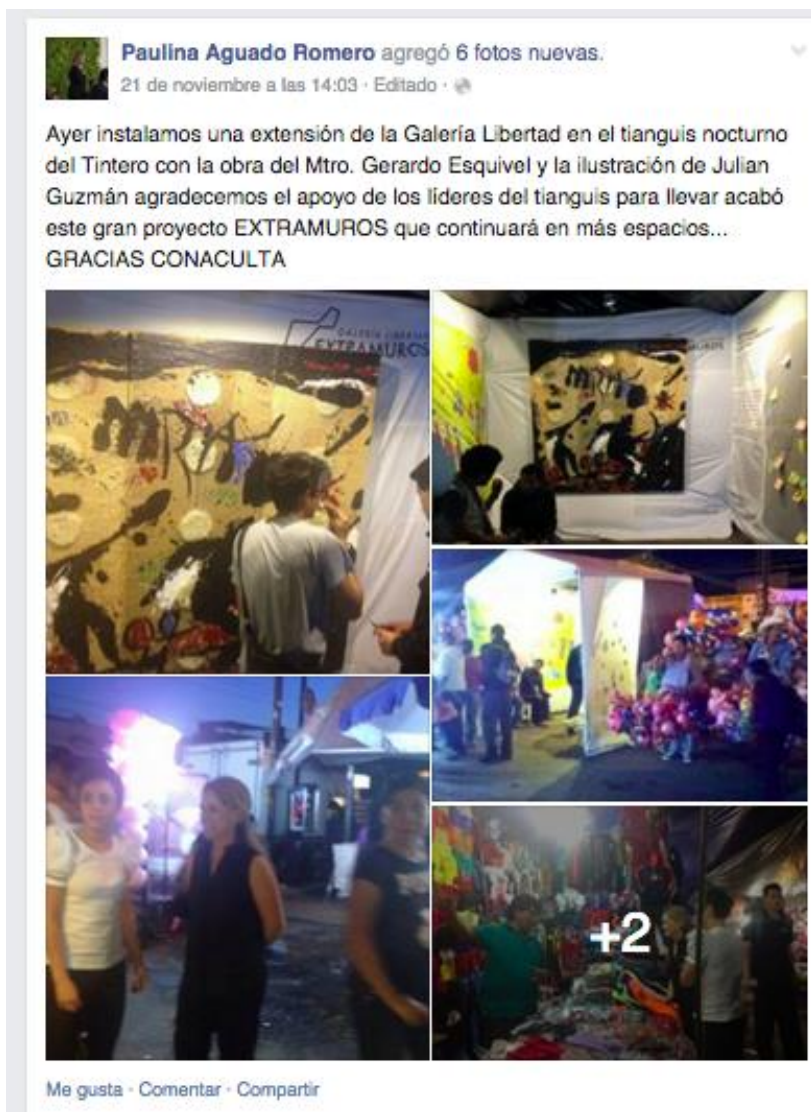 Paulina Aguado Romero agregó 6 fotos nuevas.
21 de noviembre a las 14:03 · Editado ·
Ayer instalamos una extensión de la Galería Libertad en el tianguis nocturno
del Tintero con la obra del Mtro. Gerardo Esquivel y la ilustración de Julian
Guzmán agradecemos el apoyo de los líderes del tianguis para llevar acabó
este gran proyecto EXTRAMUROS que continuará en más espacios...
GRACIAS CONACULTA
GALERÍA LIBERTAD
EXTRAMUROS
+2
Me gusta · Comentar · Compartir